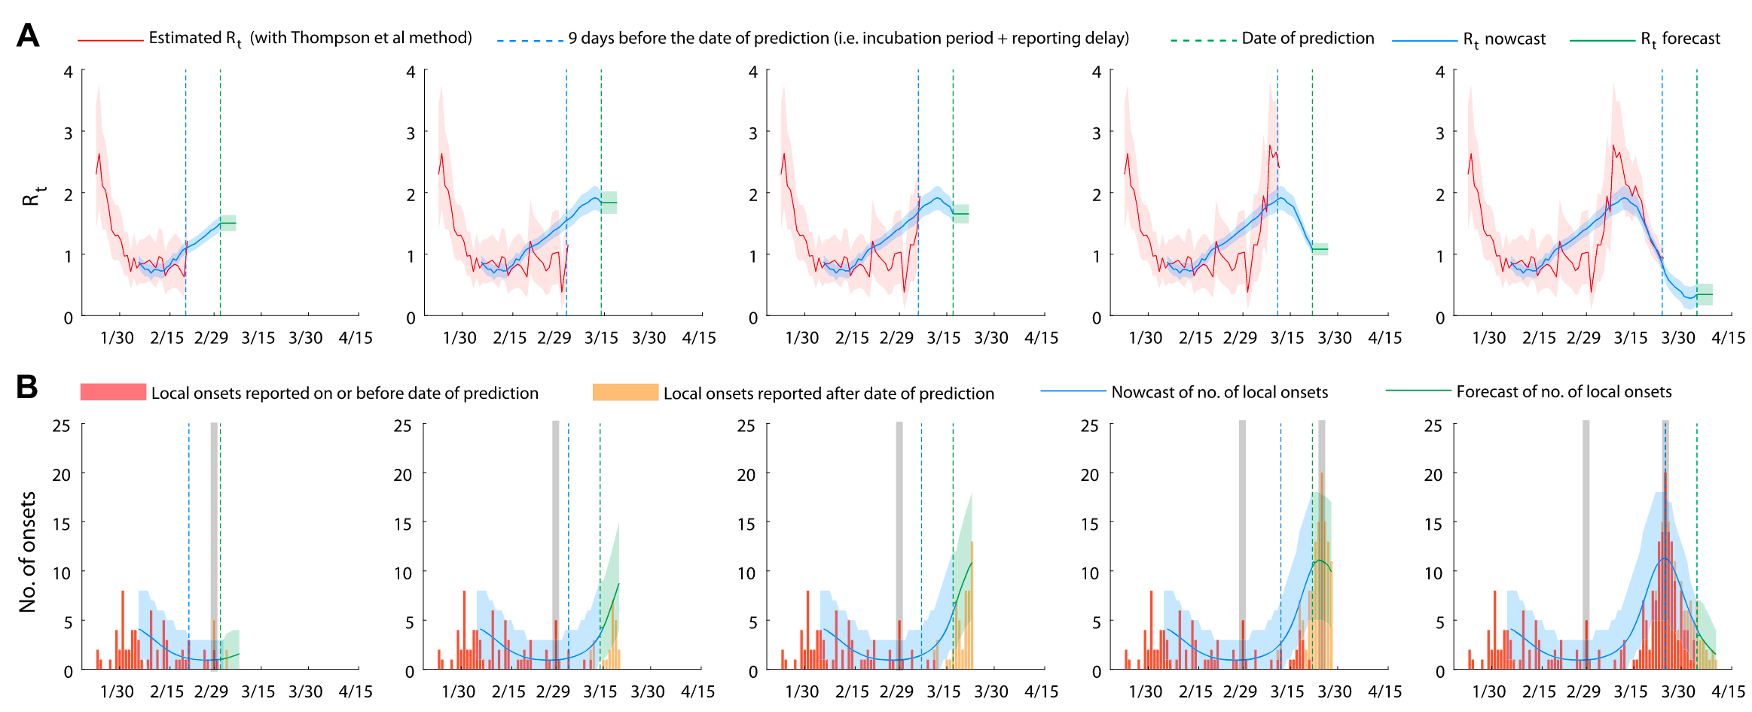 A
Estimated Rt (with Thompson et al method)
9 days before the date of prediction (i.e. incubation period + reporting delay)
Date of prediction
Rt nowcast
Rt forecast
Rt
4 4 4 4 4
3 3 3 3 3
2 2 2 2 2
1 1 1 1 1
0 0 0 0 0
1/30 2/15 2/29 3/15 3/30 4/15 1/30 2/15 2/29 3/15 3/30 4/15 1/30 2/15 2/29 3/15 3/30 4/15 1/30 2/15 2/29 3/15 3/30 4/15 1/30 2/15 2/29 3/15 3/30 4/15
B
Local onsets reported on or before date of prediction
Local onsets reported after date of prediction
Nowcast of no. of local onsets
Forecast of no. of local onsets
No. of onsets
25 25 25 25 25
20 20 20 20 20
15 15 15 15 15
10 10 10 10 10
5 5 5 5 5
0 0 0 0 0
1/30 2/15 2/29 3/15 3/30 4/15 1/30 2/15 2/29 3/15 3/30 4/15 1/30 2/15 2/29 3/15 3/30 4/15 1/30 2/15 2/29 3/15 3/30 4/15 1/30 2/15 2/29 3/15 3/30 4/15